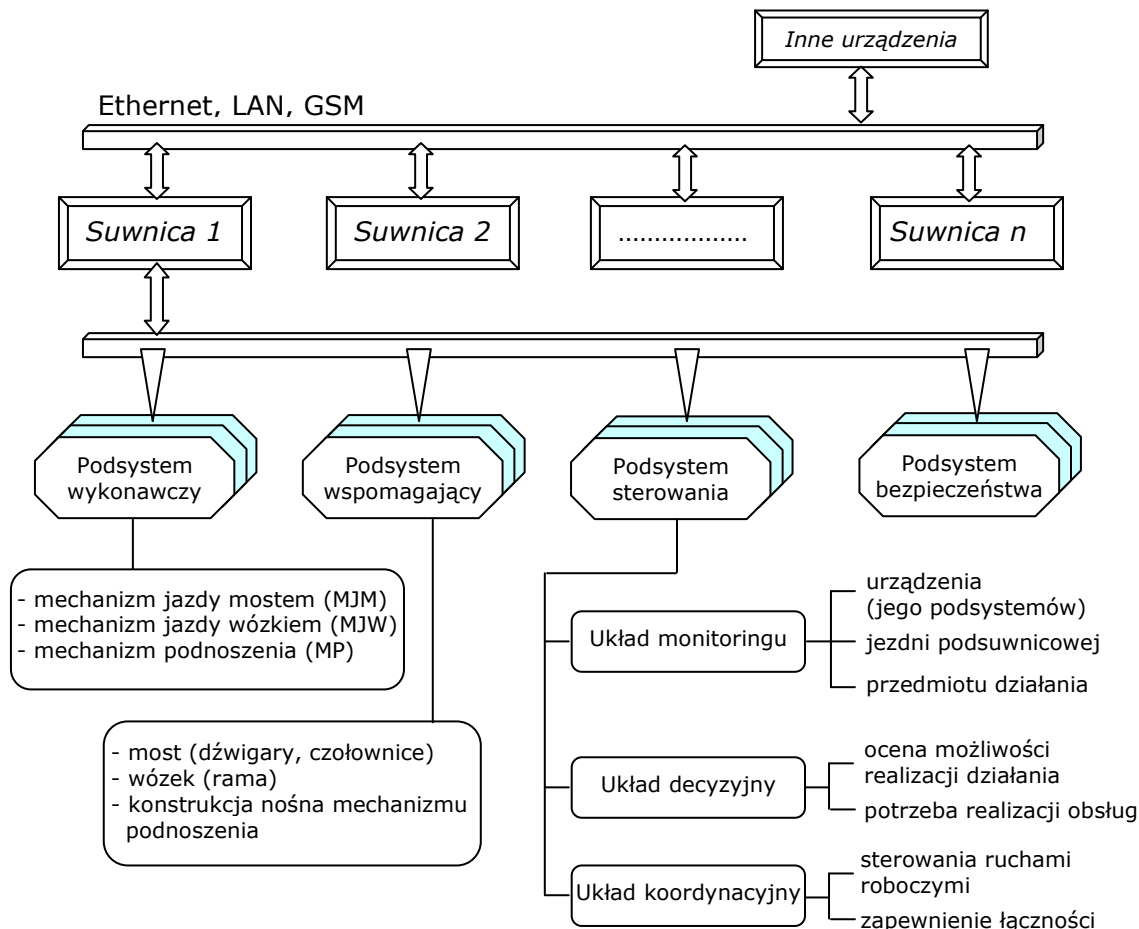 Inne urządzenia
Ethernet, LAN, GSM
Suwnica 1
Suwnica 2
..................
Suwnica n
Podsystem
wykonawczy
Podsystem
wspomagający
Podsystem
sterowania
Podsystem
bezpieczeństwa
- mechanizm jazdy mostem (MJM)
- mechanizm jazdy wózkiem (MJW)
- mechanizm podnoszenia (MP)
- most (dźwigary, czołownice)
- wózek (rama)
- konstrukcja nośna mechanizmu
podnoszenia
Układ monitoringu
urządzenia
(jego podsystemów)
jezdni podsuwnicowej
przedmiotu działania
Układ decyzyjny
ocena możliwości
realizacji działania
potrzeba realizacji obsług
Układ koordynacyjny
sterowania ruchami
roboczymi
zapewnienie łączności